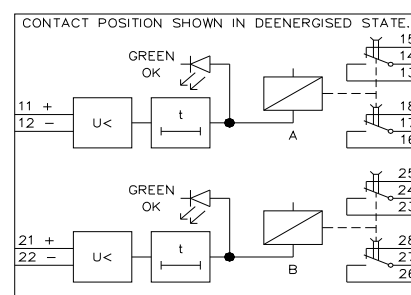 CONTACT POSITION SHOWN IN DEENERGISED STATE.
15
14
13
GREEN
OK
11 +
12 -
U<
t
A
18
17
16
25
24
23
GREEN
OK
21 +
22 -
U<
t
B
28
27
26